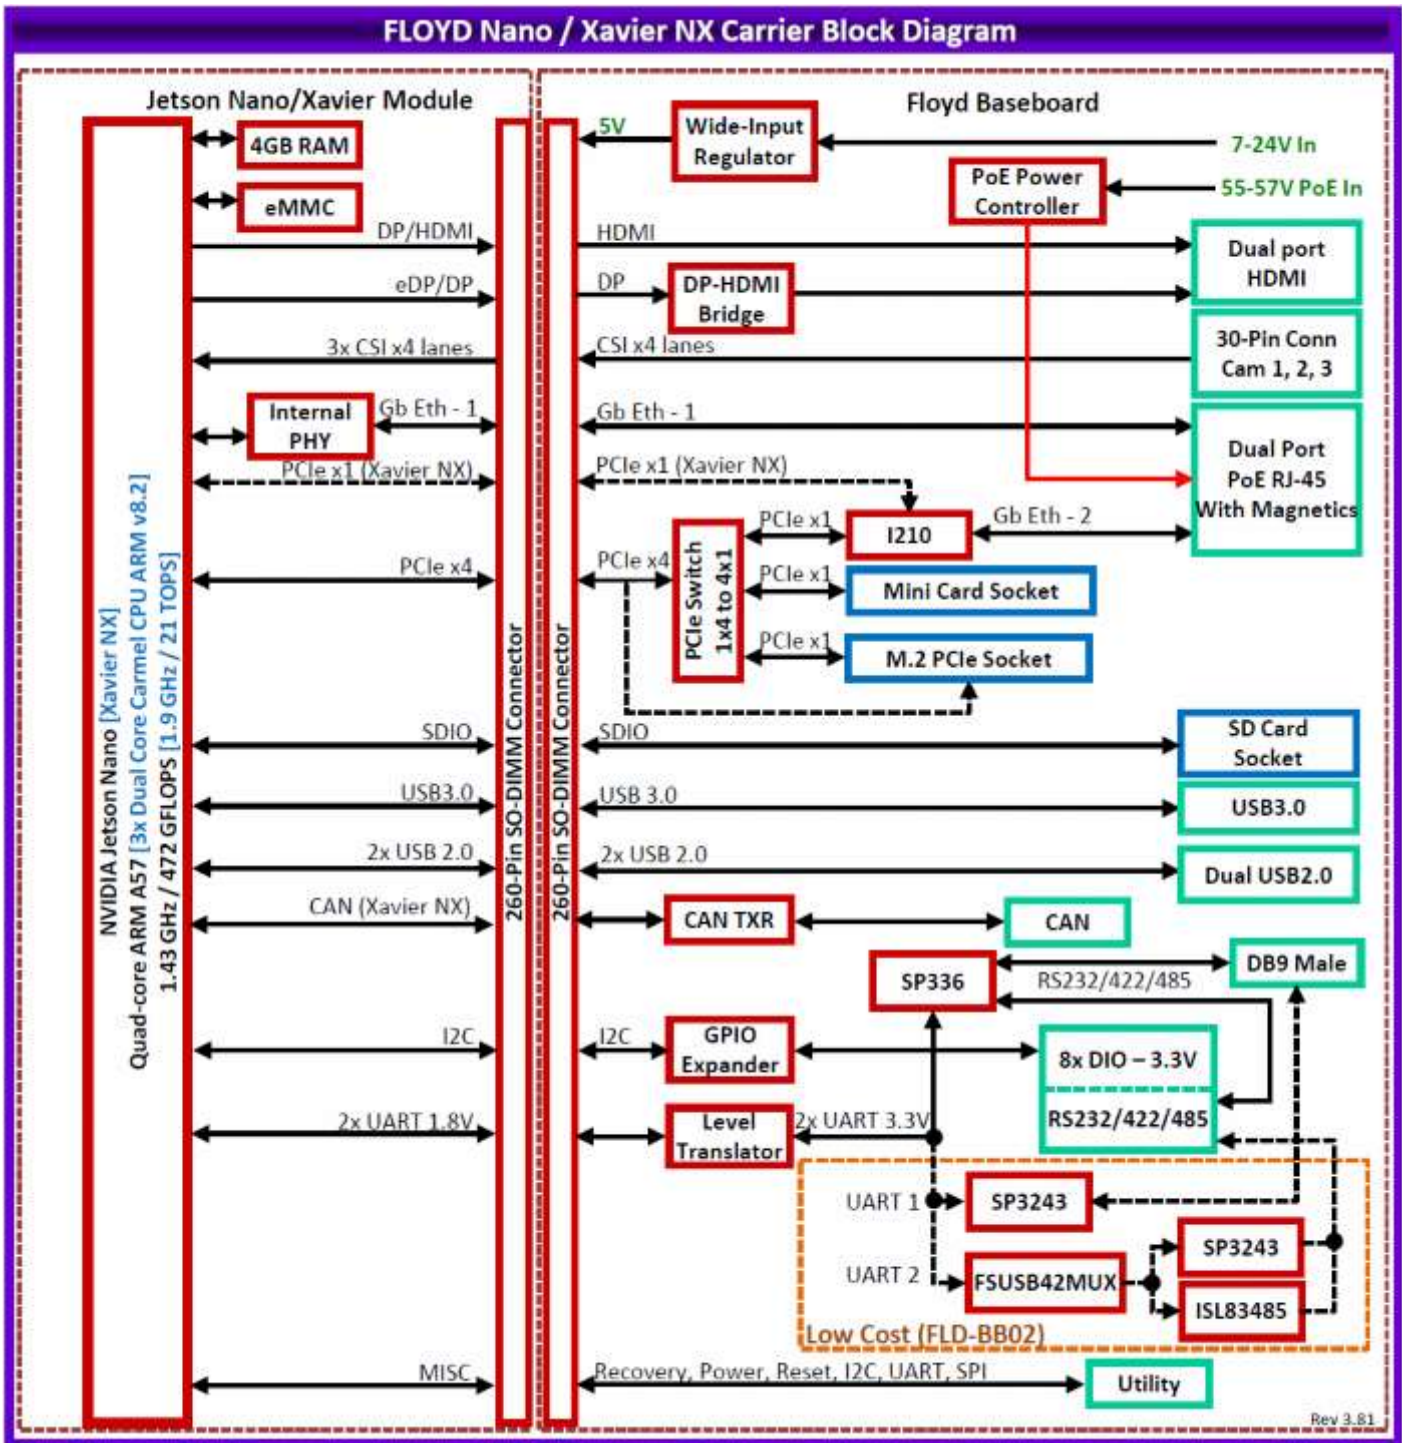 FLOYD Nano / Xavier NX Carrier Block Diagram
Jetson Nano/Xavier Module
Floyd Baseboard
4GB RAM
5V
Wide-Input
Regulator
7-24V In
eMMC
PoE Power
Controller
55-57V PoE In
DP/HDMI
HDMI
Dual port
HDMI
eDP/DP
DP
DP-HDMI
Bridge
3x CSI x4 lanes
CSI x4 lanes
30-Pin Conn
Cam 1, 2, 3
Internal
PHY
Gb Eth - 1
Gb Eth - 1
Dual Port
PoE RJ-45
With Magnetics
PCIe x1 (Xavier NX)
PCIe x1 (Xavier NX)
PCIe x1
I210
Gb Eth - 2
PCIe x4
PCIe x4
PCIe Switch
1x4 to 4x1
PCIe x1
Mini Card Socket
PCIe x1
M.2 PCIe Socket
NVIDIA Jetson Nano [Xavier NX]
Quad-core ARM A57 [3x Dual Core Carmel CPU ARM v8.2]
1.43 GHz / 472 GFLOPS [1.9 GHz / 21 TOPS]
260-Pin SO-DIMM Connector
260-Pin SO-DIMM Connector
SDIO
SDIO
SD Card
Socket
USB3.0
USB 3.0
USB3.0
2x USB 2.0
2x USB 2.0
Dual USB2.0
CAN (Xavier NX)
CAN TXR
CAN
SP336
RS232/422/485
DB9 Male
I2C
I2C
GPIO
Expander
8x DIO – 3.3V
RS232/422/485
2x UART 1.8V
Level
Translator
2x UART 3.3V
UART 1
SP3243
UART 2
FSUSB42MUX
SP3243
ISL83485
Low Cost (FLD-BB02)
MISC
Recovery, Power, Reset, I2C, UART, SPI
Utility
Rev 3.81